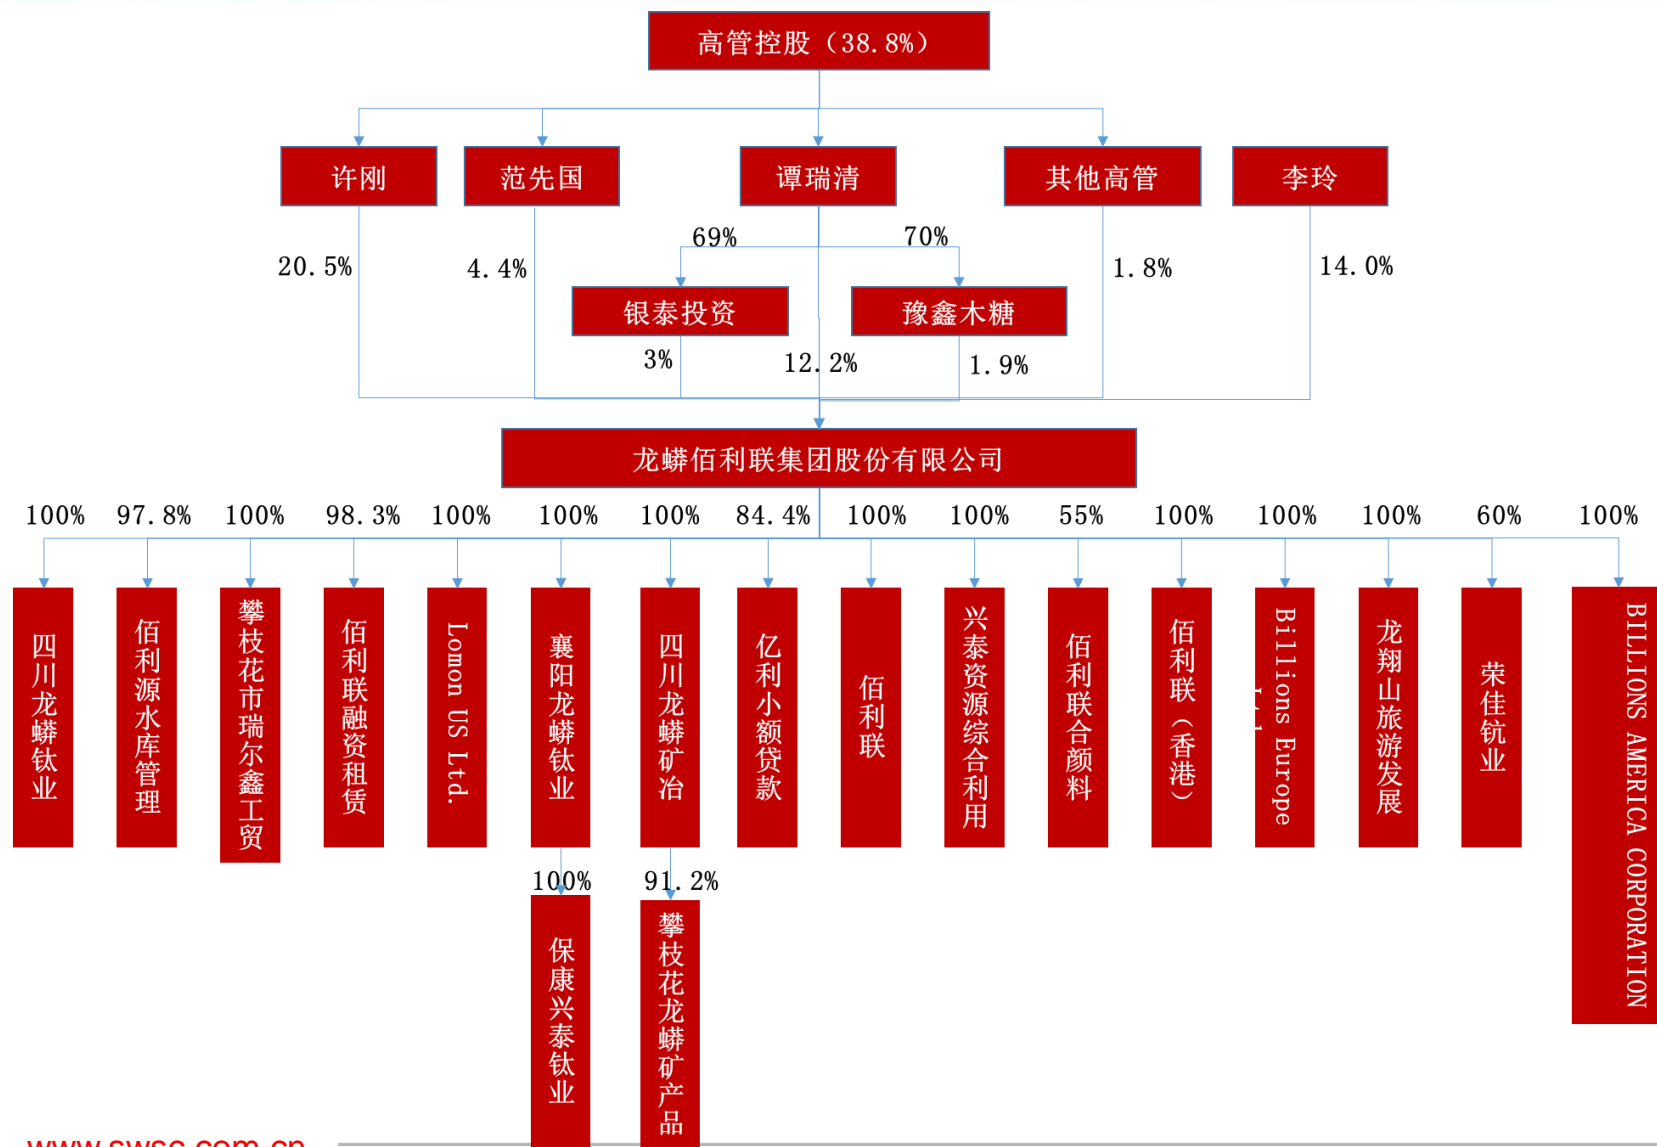 高管控股（38.8%）
许刚
范先国
谭瑞清
其他高管
李玲
69%
70%
20.5%
4.4%
1.8%
14.0%
银泰投资
豫鑫木糖
3%
12.2%
1.9%
龙蟒佰利联集团股份有限公司
100%
97.8%
100%
98.3%
100%
100%
100%
84.4%
100%
100%
55%
100%
100%
100%
60%
100%
四川龙蟒钛业
佰利源水库管理
攀枝花市瑞尔鑫工贸
佰利联融资租赁
Lomon US Ltd.
襄阳龙蟒钛业
四川龙蟒矿冶
亿利小额贷款
佰利联
兴泰资源综合利用
佰利联合颜料
佰利联（香港）
Billions Europe
龙翔山旅游发展
荣佳钪业
BILLIONS AMERICA CORPORATION
100%
91.2%
保康兴泰钛业
攀枝花龙蟒矿产品
www.swsc.com.cn